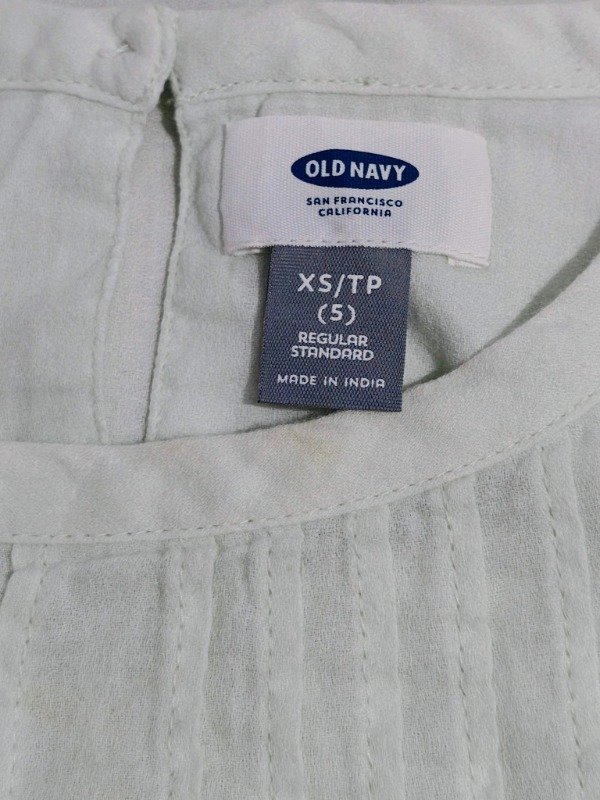 OLD NAVY
SAN FRANCISCO
CALIFORNIA
XS/TP
(5)
REGULAR
STANDARD
MADE IN INDIA